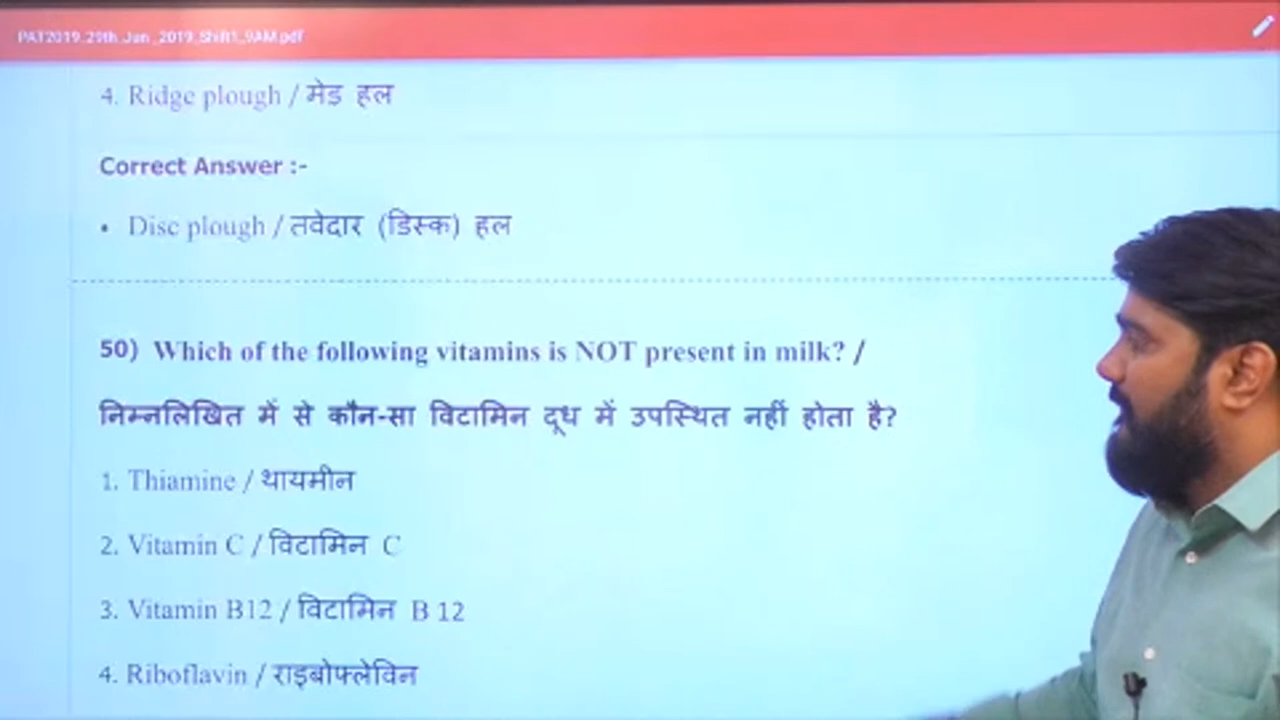 PAT2019_29th_Jun_2019_Shift1_9AM.pdf
4. Ridge plough / मेड हल
Correct Answer :-
• Disc plough / तवेदार (डिस्क) हल
50) Which of the following vitamins is NOT present in milk? /
निम्नलिखित में से कौन-सा विटामिन दूध में उपस्थित नहीं होता है?
1. Thiamine / थायमीन
2. Vitamin C / विटामिन C
3. Vitamin B12 / विटामिन B 12
4. Riboflavin / राइबोफ्लेविन